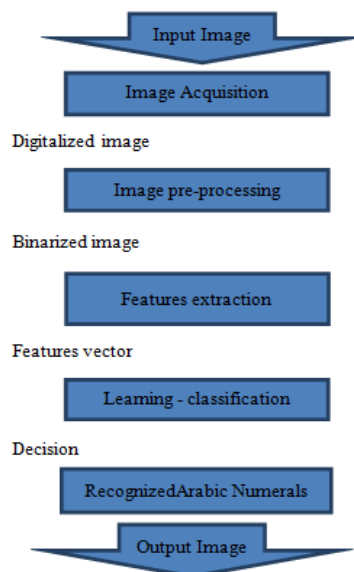 Input Image
Image Acquisition
Digitalized image
Image pre-processing
Binarized image
Features extraction
Features vector
Learning - classification
Decision
RecognizedArabic Numerals
Output Image